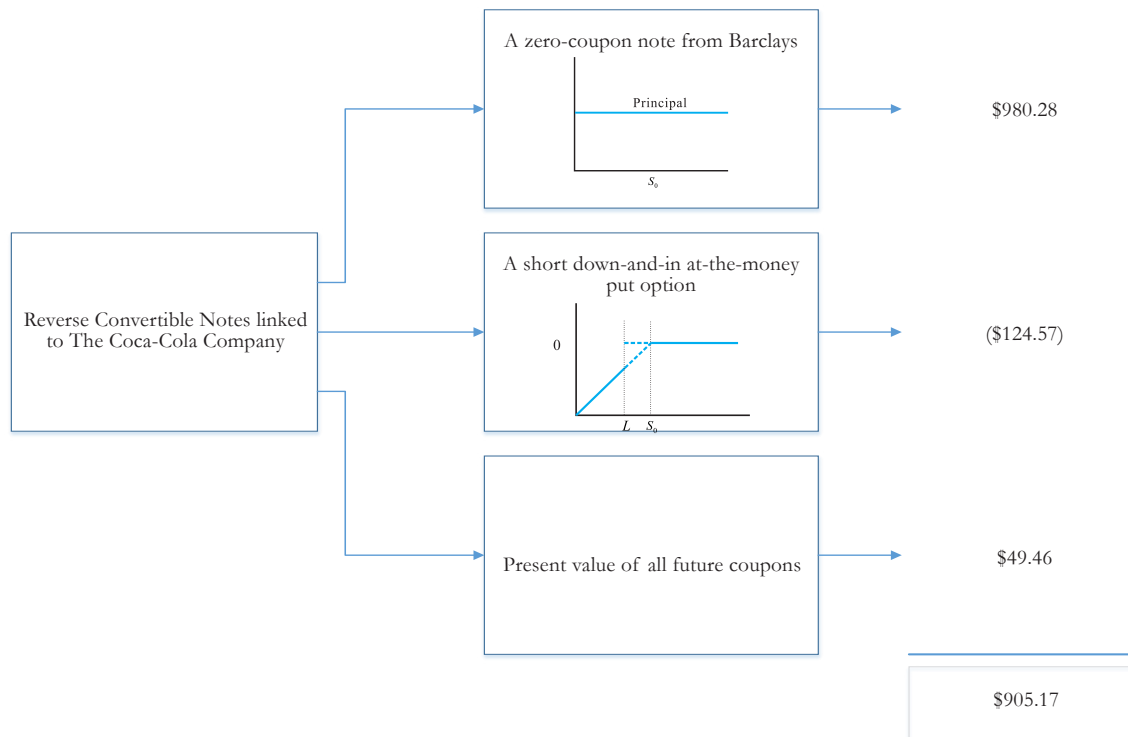 A zero-coupon note from Barclays
Principal
S₀
$980.28
Reverse Convertible Notes linked
to The Coca-Cola Company
A short down-and-in at-the-money
put option
0
L S₀
($124.57)
Present value of all future coupons
$49.46
$905.17